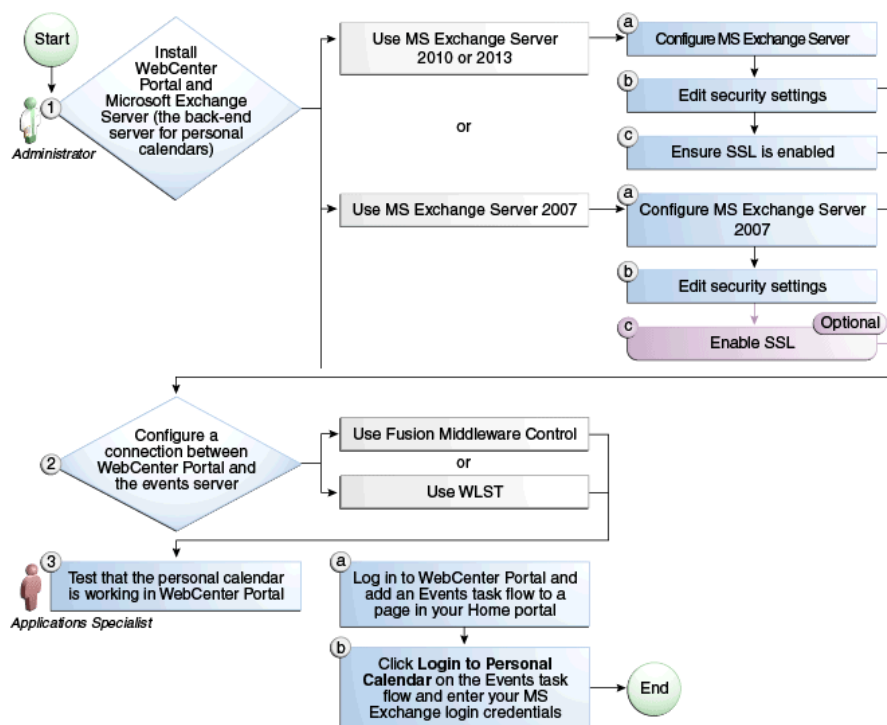 Start
1
Administrator
Install
WebCenter
Portal and
Microsoft Exchange
Server (the back-end
server for personal
calendars)
Use MS Exchange Server
2010 or 2013
or
Use MS Exchange Server 2007
a
Configure MS Exchange Server
b
Edit security settings
c
Ensure SSL is enabled
a
Configure MS Exchange Server
2007
b
Edit security settings
Optional
c
Enable SSL
2
Configure a
connection between
WebCenter Portal and
the events server
Use Fusion Middleware Control
or
Use WLST
3
Test that the personal calendar
is working in WebCenter Portal
Applications Specialist
a
Log in to WebCenter Portal and
add an Events task flow to a
page in your Home portal
b
Click Login to Personal
Calendar on the Events task
flow and enter your MS
Exchange login credentials
End